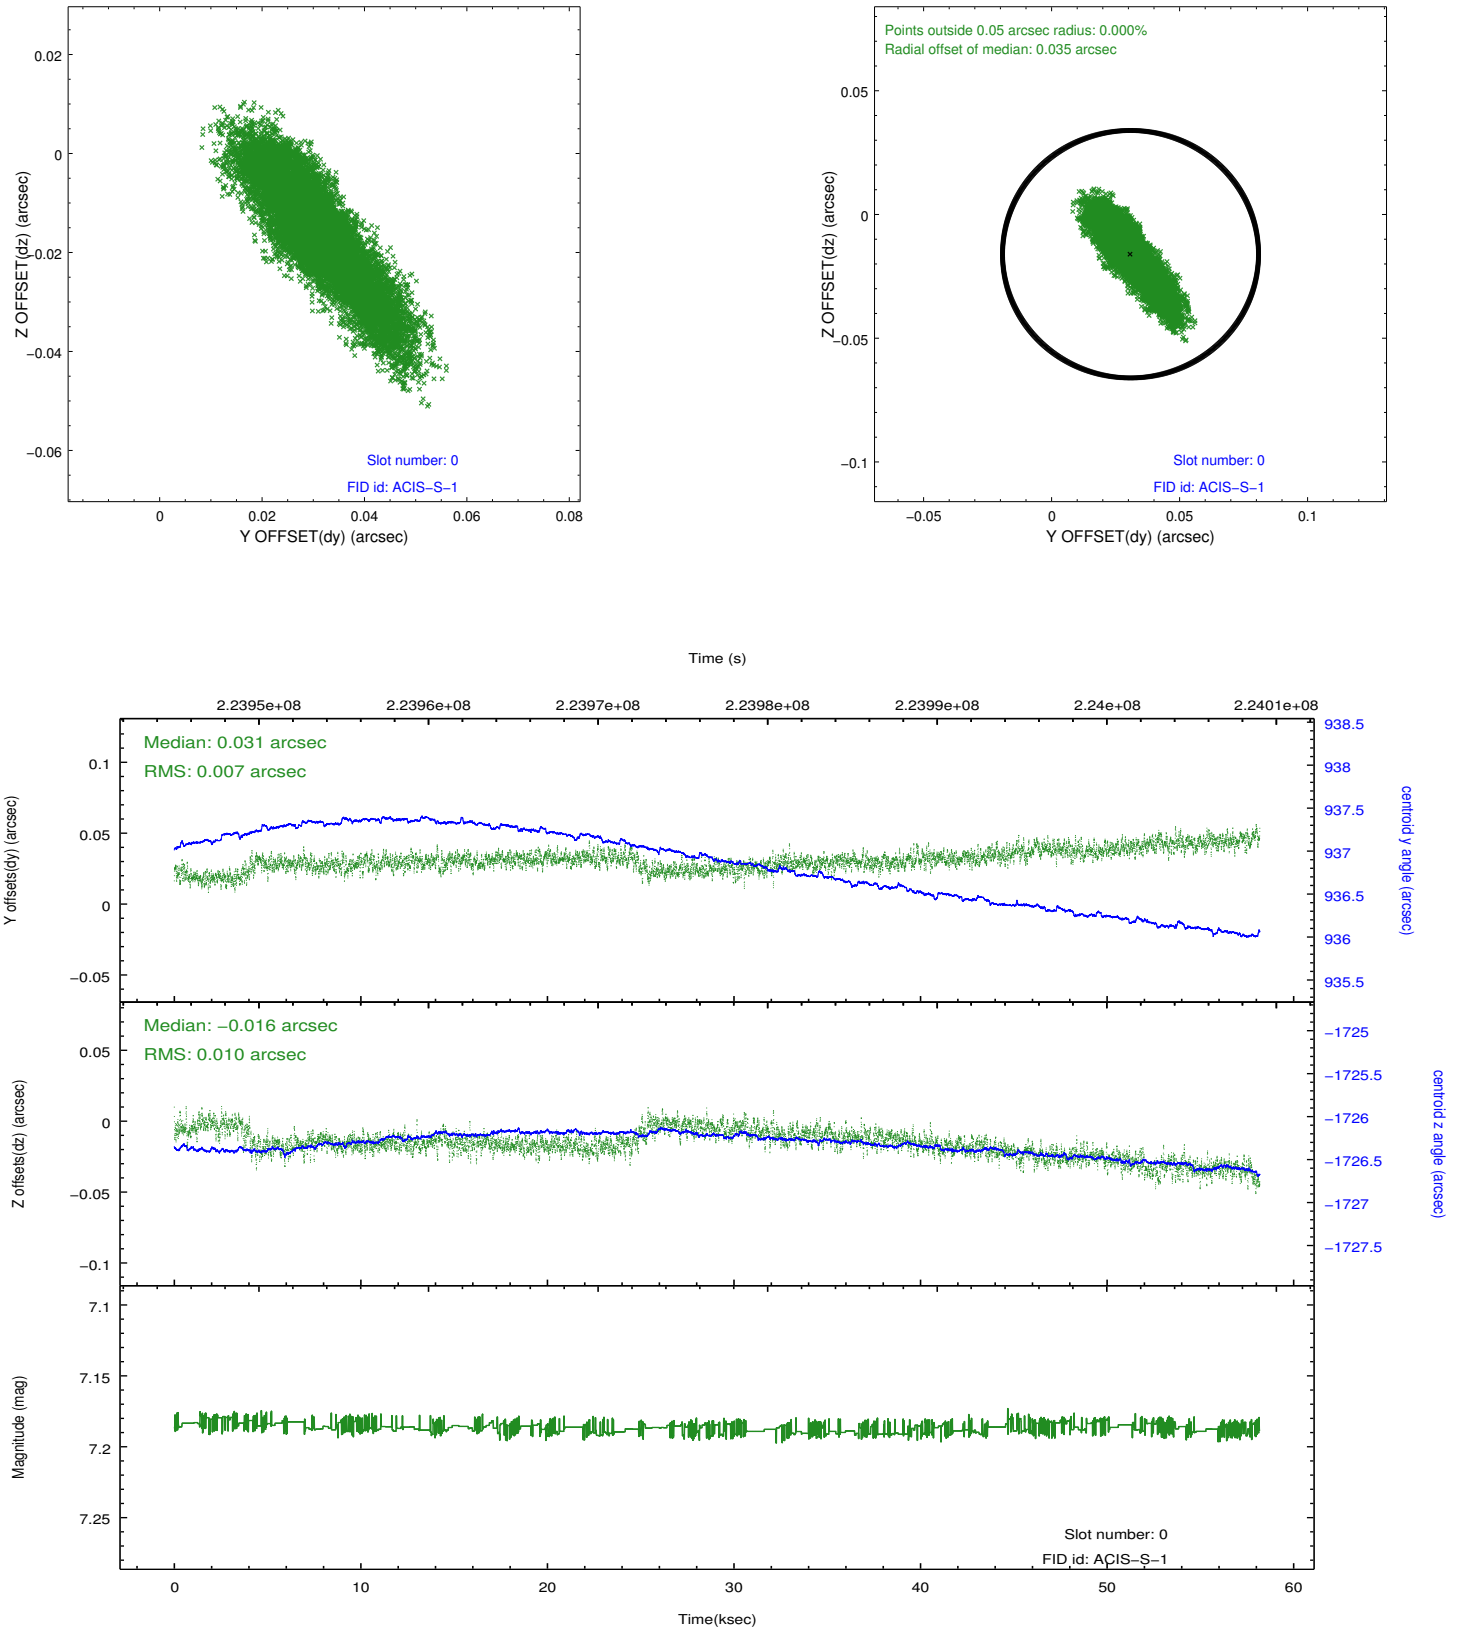 0.02
0
−0.02
−0.04
−0.06
Z OFFSET(dz) (arcsec)
Slot number: 0
FID id: ACIS−S−1
0
0.02
0.04
0.06
0.08
Y OFFSET(dy) (arcsec)
Points outside 0.05 arcsec radius: 0.000%
Radial offset of median: 0.035 arcsec
0.05
0
−0.05
−0.1
Z OFFSET(dz) (arcsec)
Slot number: 0
FID id: ACIS−S−1
−0.05
0
0.05
0.1
Y OFFSET(dy) (arcsec)
Time (s)
2.2395e+08
2.2396e+08
2.2397e+08
2.2398e+08
2.2399e+08
2.24e+08
2.2401e+08
Median: 0.031 arcsec
RMS: 0.007 arcsec
0.1
0.05
0
−0.05
Y offsets(dy) (arcsec)
938.5
938
937.5
937
936.5
936
935.5
centroid y angle (arcsec)
Median: −0.016 arcsec
RMS: 0.010 arcsec
0.05
0
−0.05
−0.1
Z offsets(dz) (arcsec)
−1725
−1725.5
−1726
−1726.5
−1727
−1727.5
centroid z angle (arcsec)
7.1
7.15
7.2
7.25
Magnitude (mag)
Slot number: 0
FID id: ACIS−S−1
0
10
20
30
40
50
60
Time(ksec)